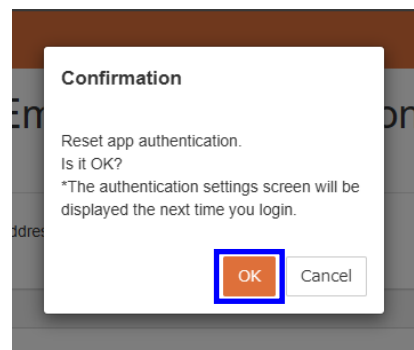 Confirmation
Reset app authentication.
Is it OK?
*The authentication settings screen will be
displayed the next time you login.
OK Cancel